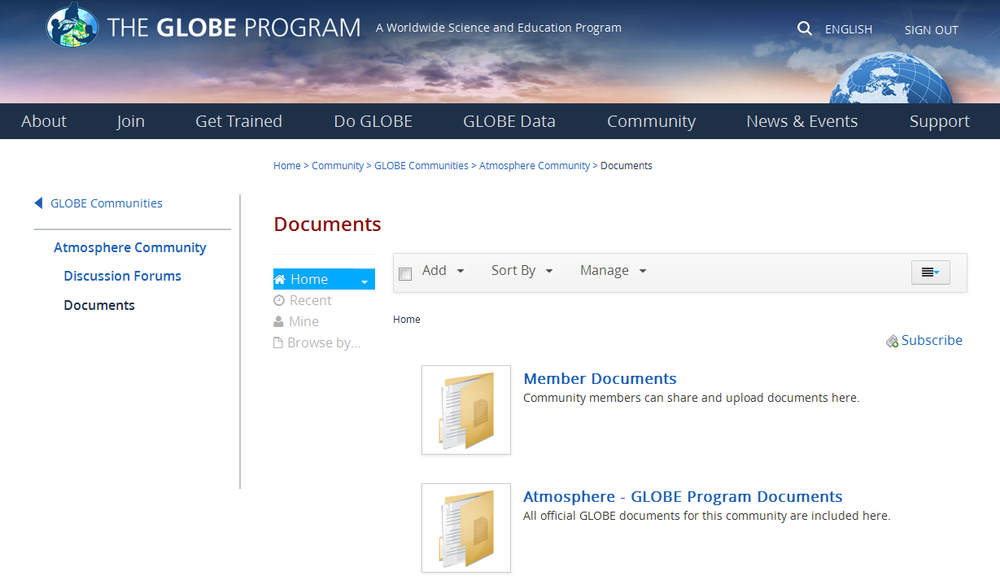 THE GLOBE PROGRAM A Worldwide Science and Education Program ENGLISH SIGN OUT
About Join Get Trained Do GLOBE GLOBE Data Community News & Events Support
Home > Community > GLOBE Communities > Atmosphere Community > Documents
GLOBE Communities
Atmosphere Community
Discussion Forums
Documents
Documents
Home
Recent
Mine
Browse by...
Add Sort By Manage
Home
Subscribe
Member Documents
Community members can share and upload documents here.
Atmosphere - GLOBE Program Documents
All official GLOBE documents for this community are included here.